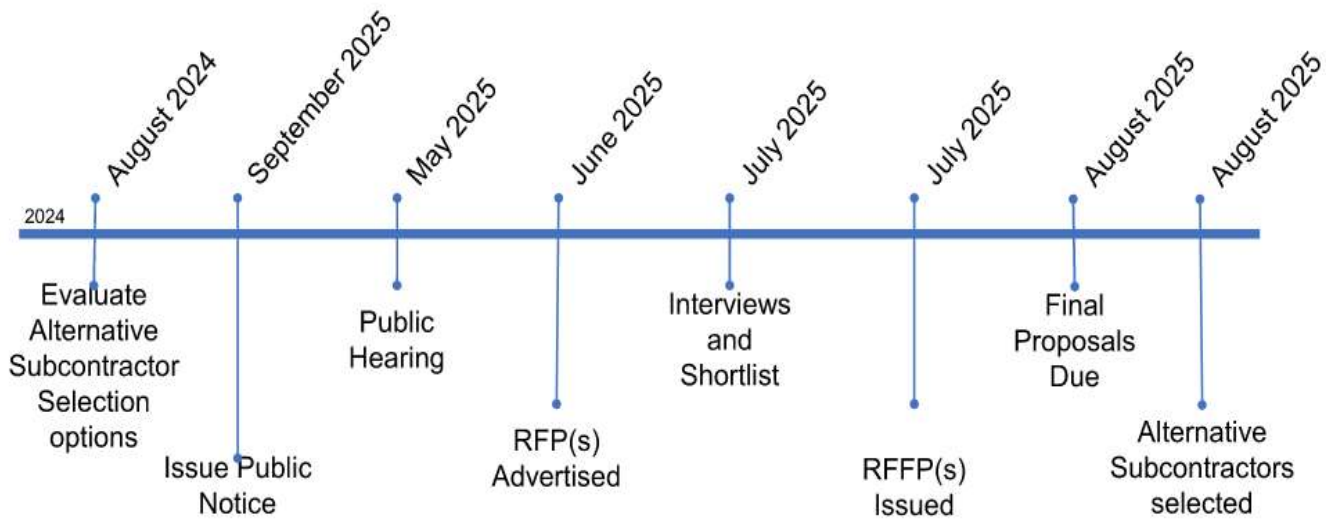 August 2024
September 2025
May 2025
June 2025
July 2025
July 2025
August 2025
August 2025
2024
Evaluate
Alternative
Subcontractor
Selection
options
Issue Public
Notice
Public
Hearing
RFP(s)
Advertised
Interviews
and
Shortlist
RFFP(s)
Issued
Final
Proposals
Due
Alternative
Subcontractors
selected